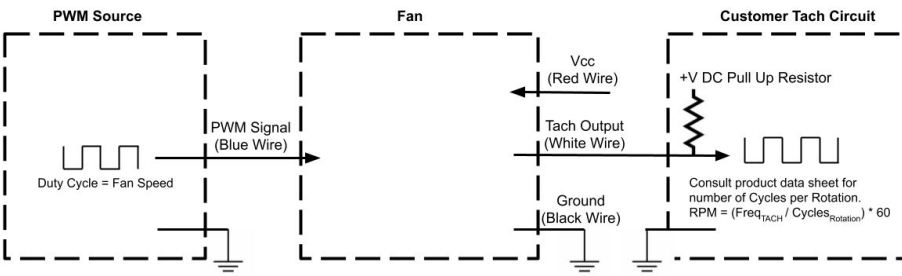 PWM Source
Fan
Customer Tach Circuit
Vcc
(Red Wire)
+V DC Pull Up Resistor
PWM Signal
(Blue Wire)
Tach Output
(White Wire)
Duty Cycle = Fan Speed
Consult product data sheet for
number of Cycles per Rotation.
RPM = (FreqTACH / CyclesRotation) * 60
Ground
(Black Wire)